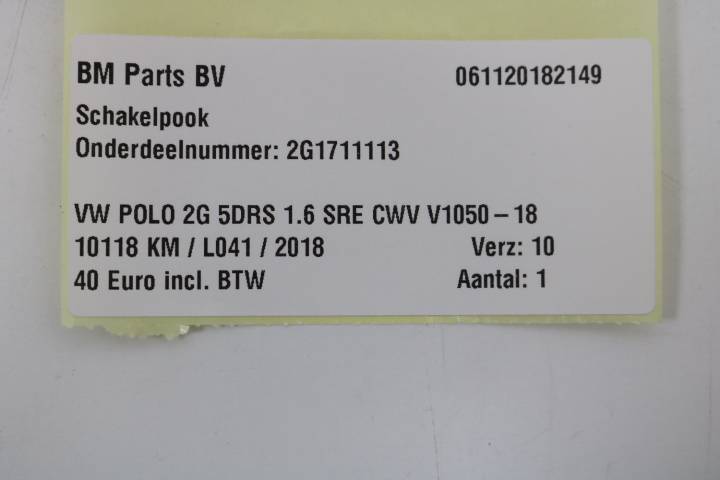 BM Parts BV 061120182149
Schakelpook
Onderdeelnummer: 2G1711113
VW POLO 2G 5DRS 1.6 SRE CWV V1050 – 18
10118 KM / L041 / 2018 Verz: 10
40 Euro incl. BTW Aantal: 1